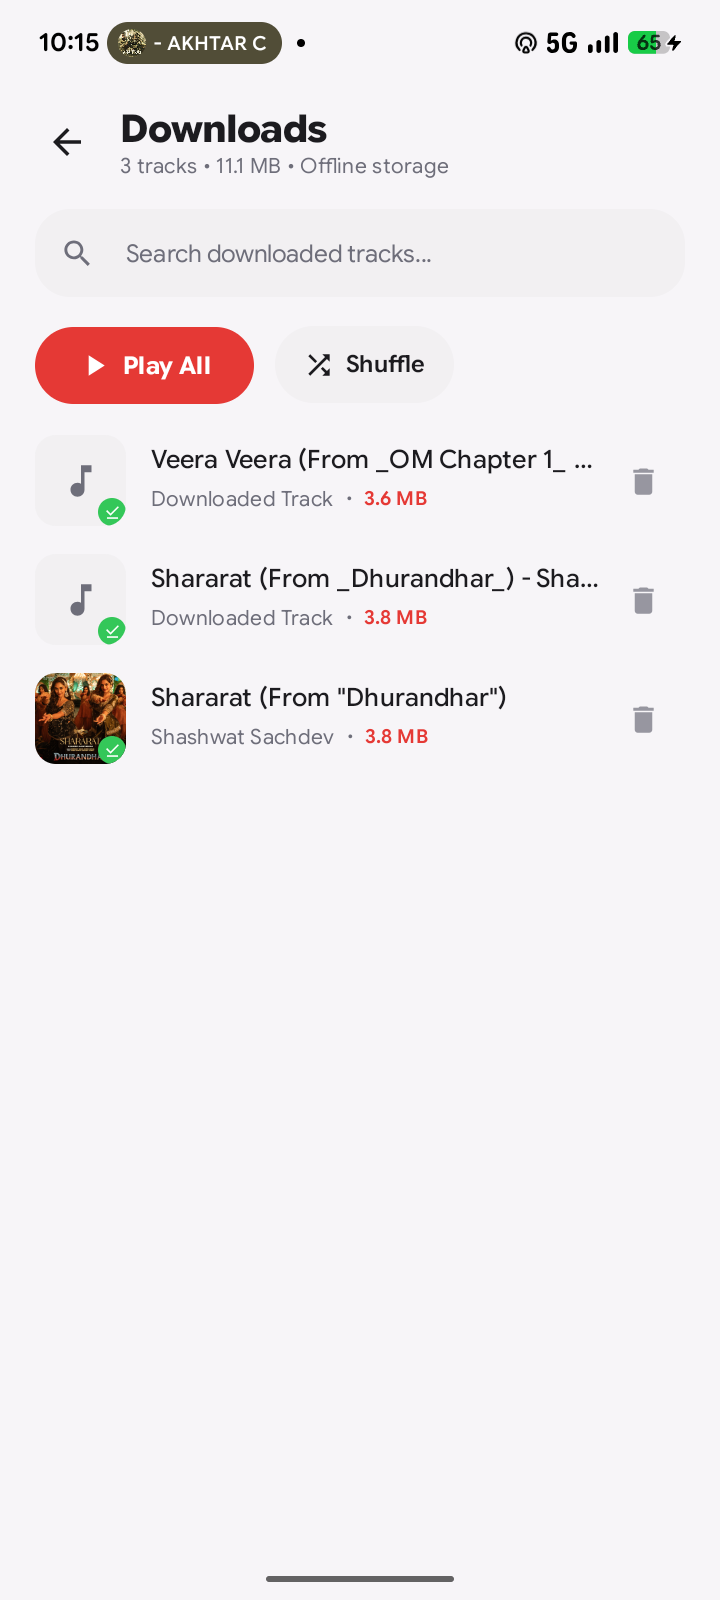 10:15 - AKHTAR C 5G 65
Downloads
3 tracks • 11.1 MB • Offline storage
Search downloaded tracks...
Play All Shuffle
Veera Veera (From _OM Chapter 1_ ...
Downloaded Track • 3.6 MB
Shararat (From _Dhurandhar_) - Sha...
Downloaded Track • 3.8 MB
Shararat (From "Dhurandhar")
Shashwat Sachdev • 3.8 MB